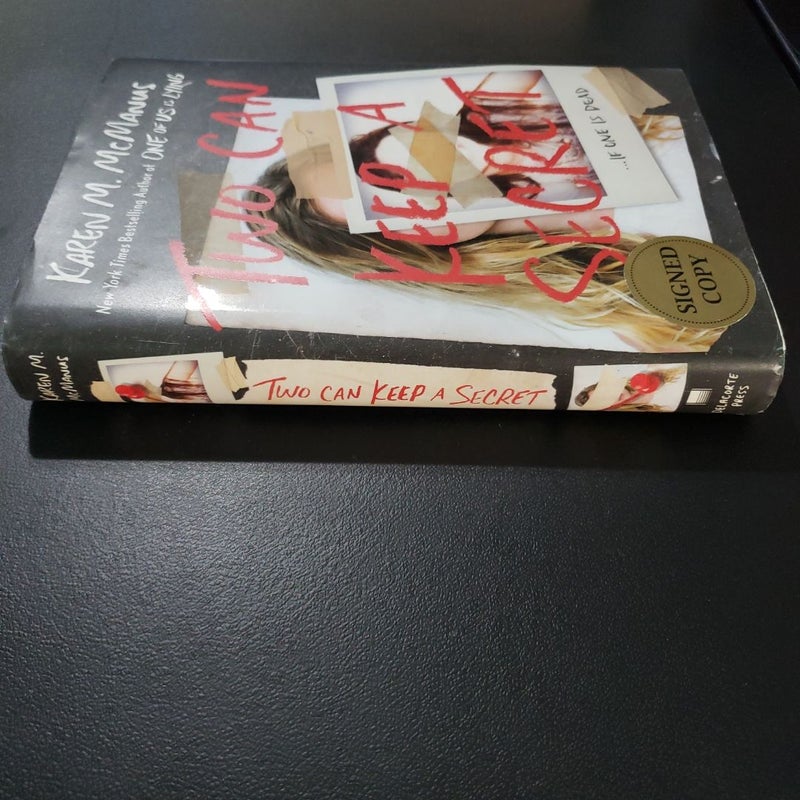 KAREN M. McMANUS
New York Times Bestselling Author of ONE OF US IS LYING
TWO CAN
KEEP A
SECRET
...IF ONE IS DEAD
SIGNED
COPY
KAREN M.
McMANUS
TWO CAN KEEP A SECRET
DELACORTE
PRESS